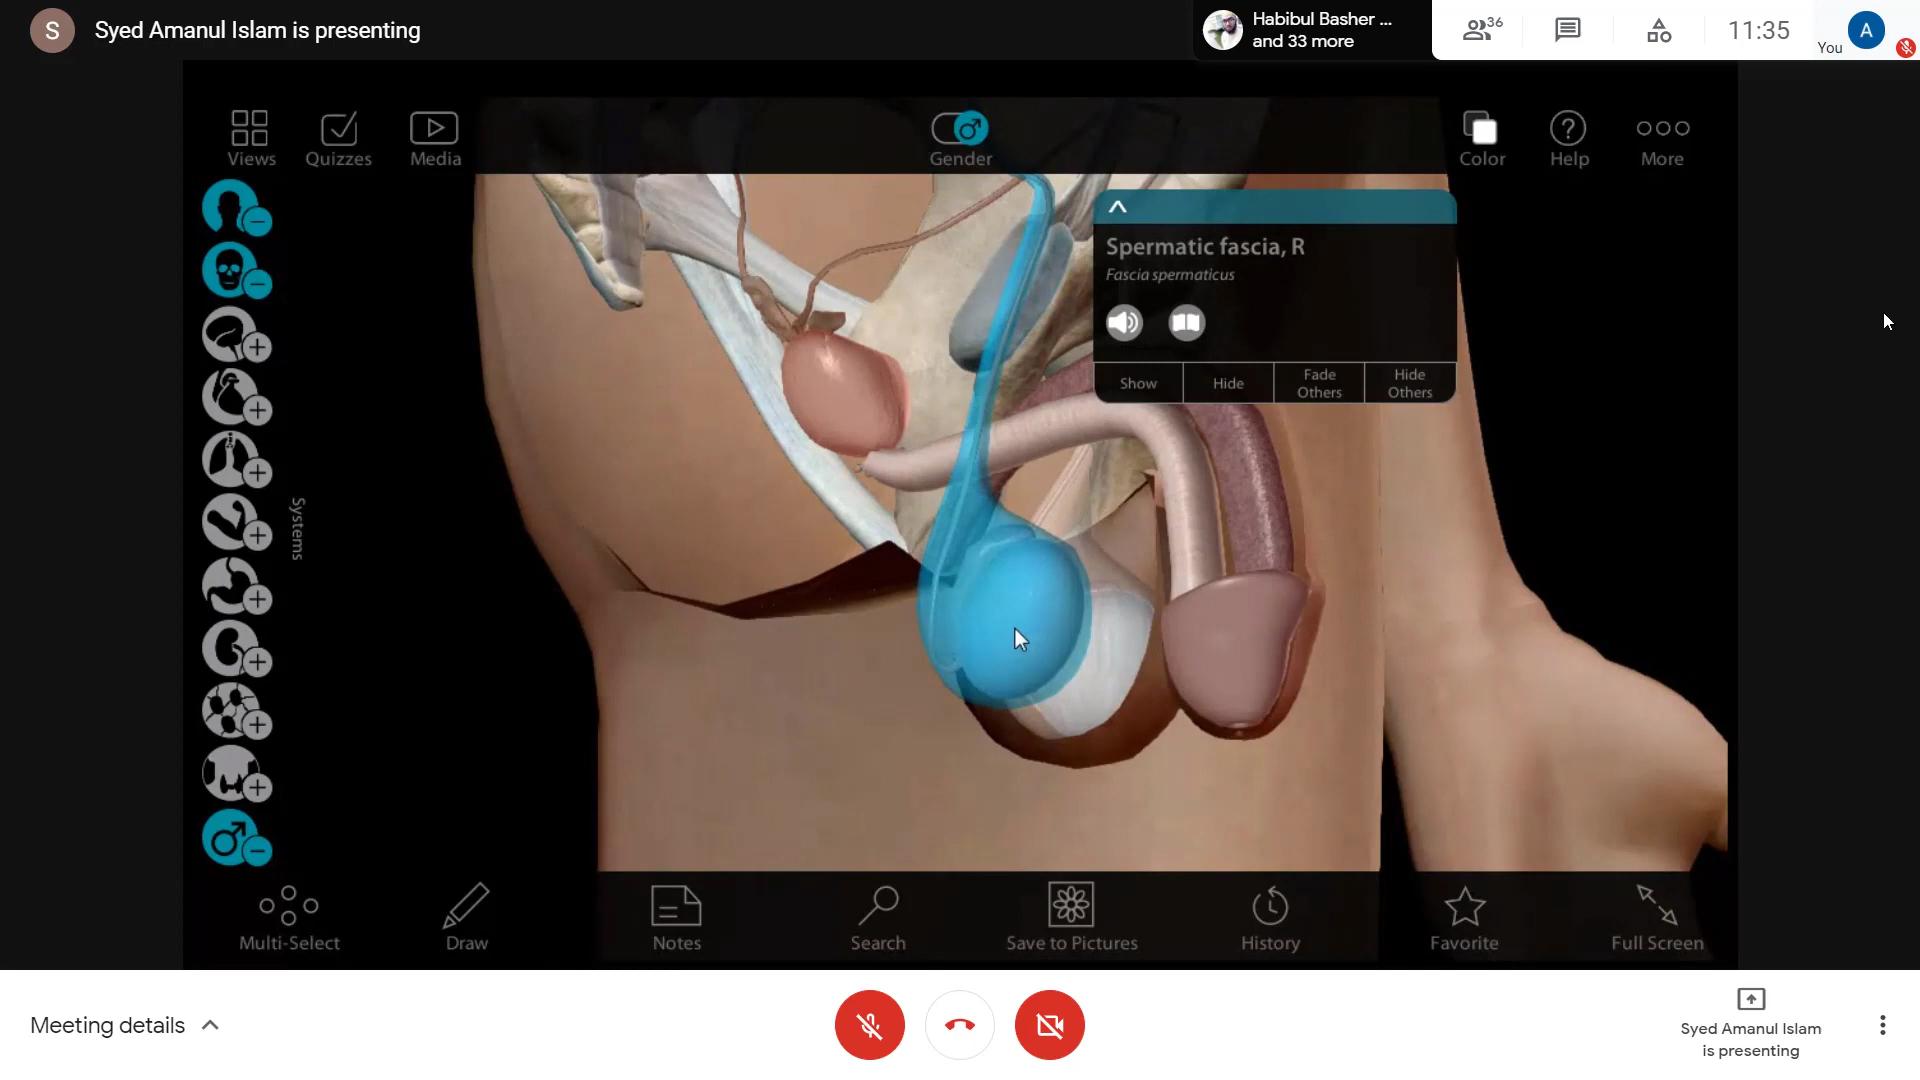 S
Syed Amanul Islam is presenting
Habibul Basher ...
and 33 more
36
11:35
You
A
Views
Quizzes
Media
Gender
Color
Help
More
Spermatic fascia, R
Fascia spermaticus
Show
Hide
Fade
Others
Hide
Others
Systems
Multi-Select
Draw
Notes
Search
Save to Pictures
History
Favorite
Full Screen
Meeting details
Syed Amanul Islam
is presenting